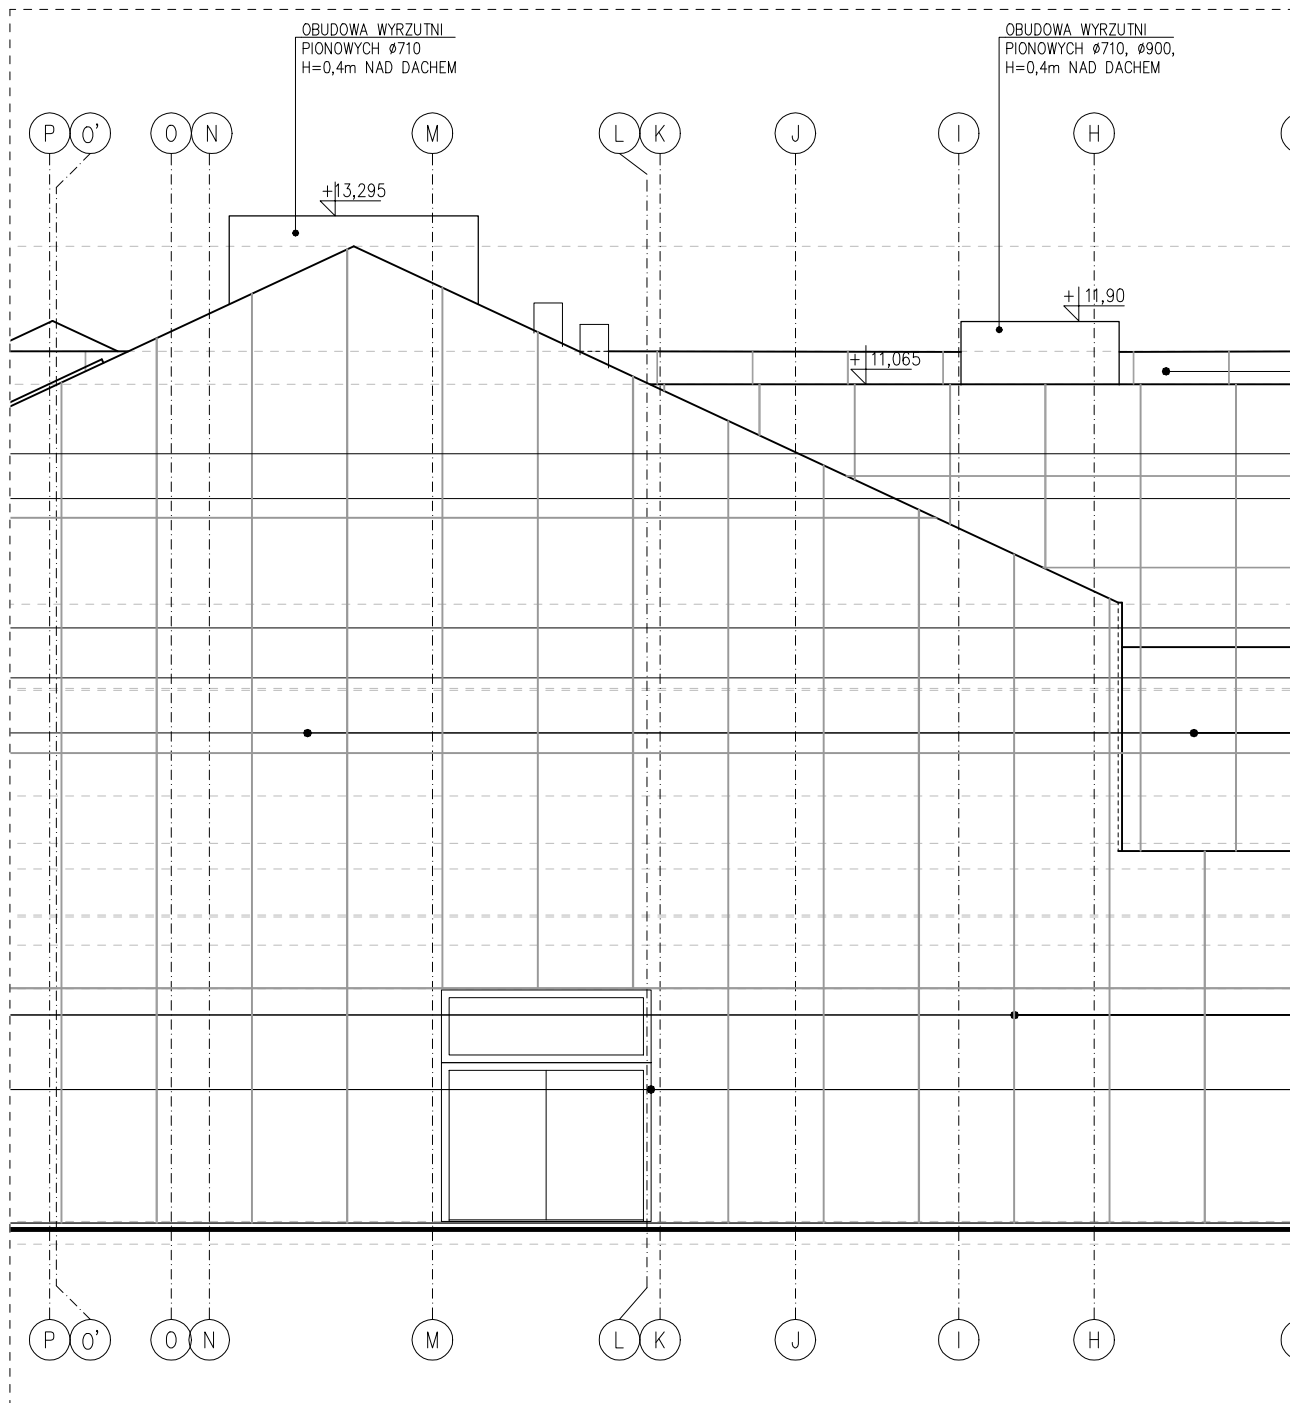 OBUDOWA WYRZUTNI
PIONOWYCH ø710
H=0,4m NAD DACHEM
OBUDOWA WYRZUTNI
PIONOWYCH ø710, ø900,
H=0,4m NAD DACHEM
P O' O N M L K J I H
+13,295
+11,90
+11,065
P O' O N M L K J I H